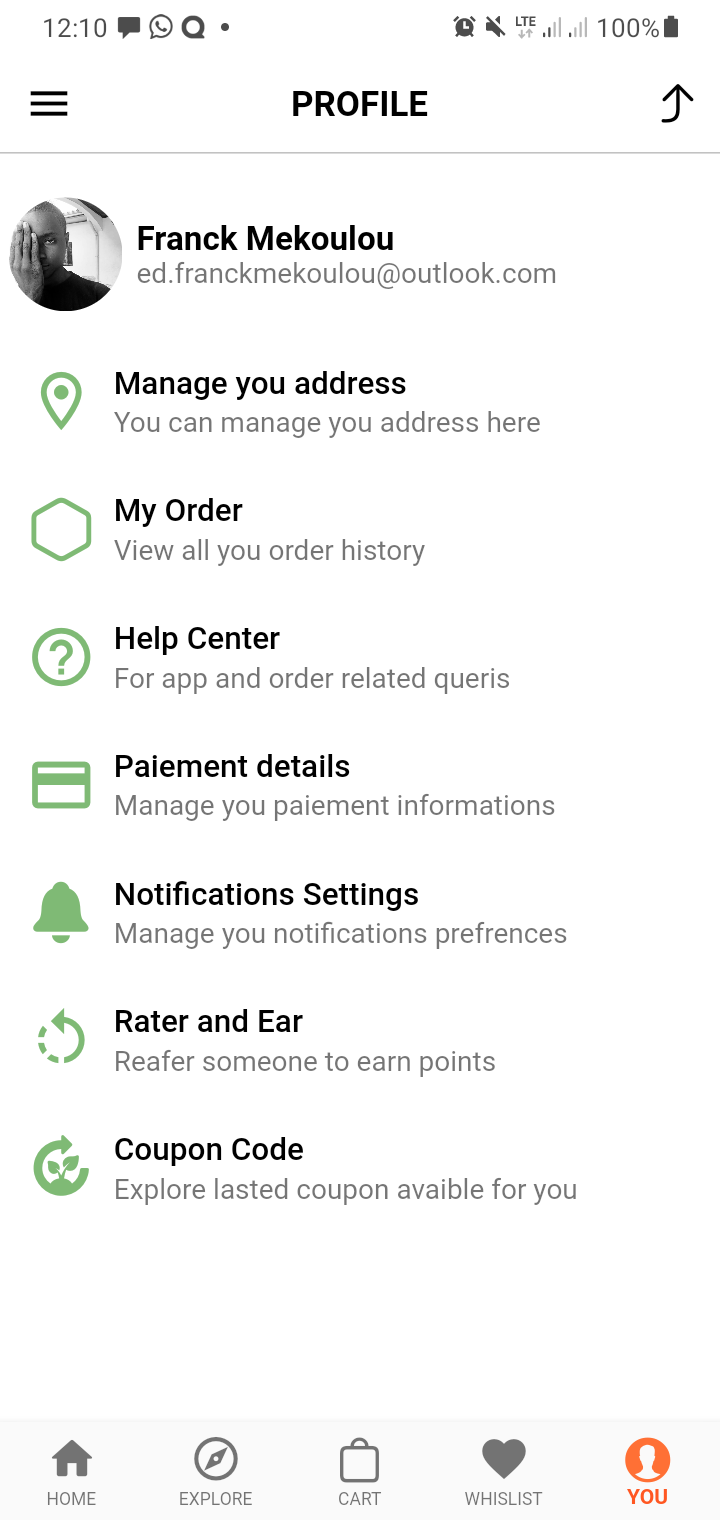 12:10 LTE 100%
PROFILE
Franck Mekoulou
ed.franckmekoulou@outlook.com
Manage you address
You can manage you address here
My Order
View all you order history
Help Center
For app and order related queris
Paiement details
Manage you paiement informations
Notifications Settings
Manage you notifications prefrences
Rater and Ear
Reafer someone to earn points
Coupon Code
Explore lasted coupon avaible for you
HOME EXPLORE CART WHISLIST YOU